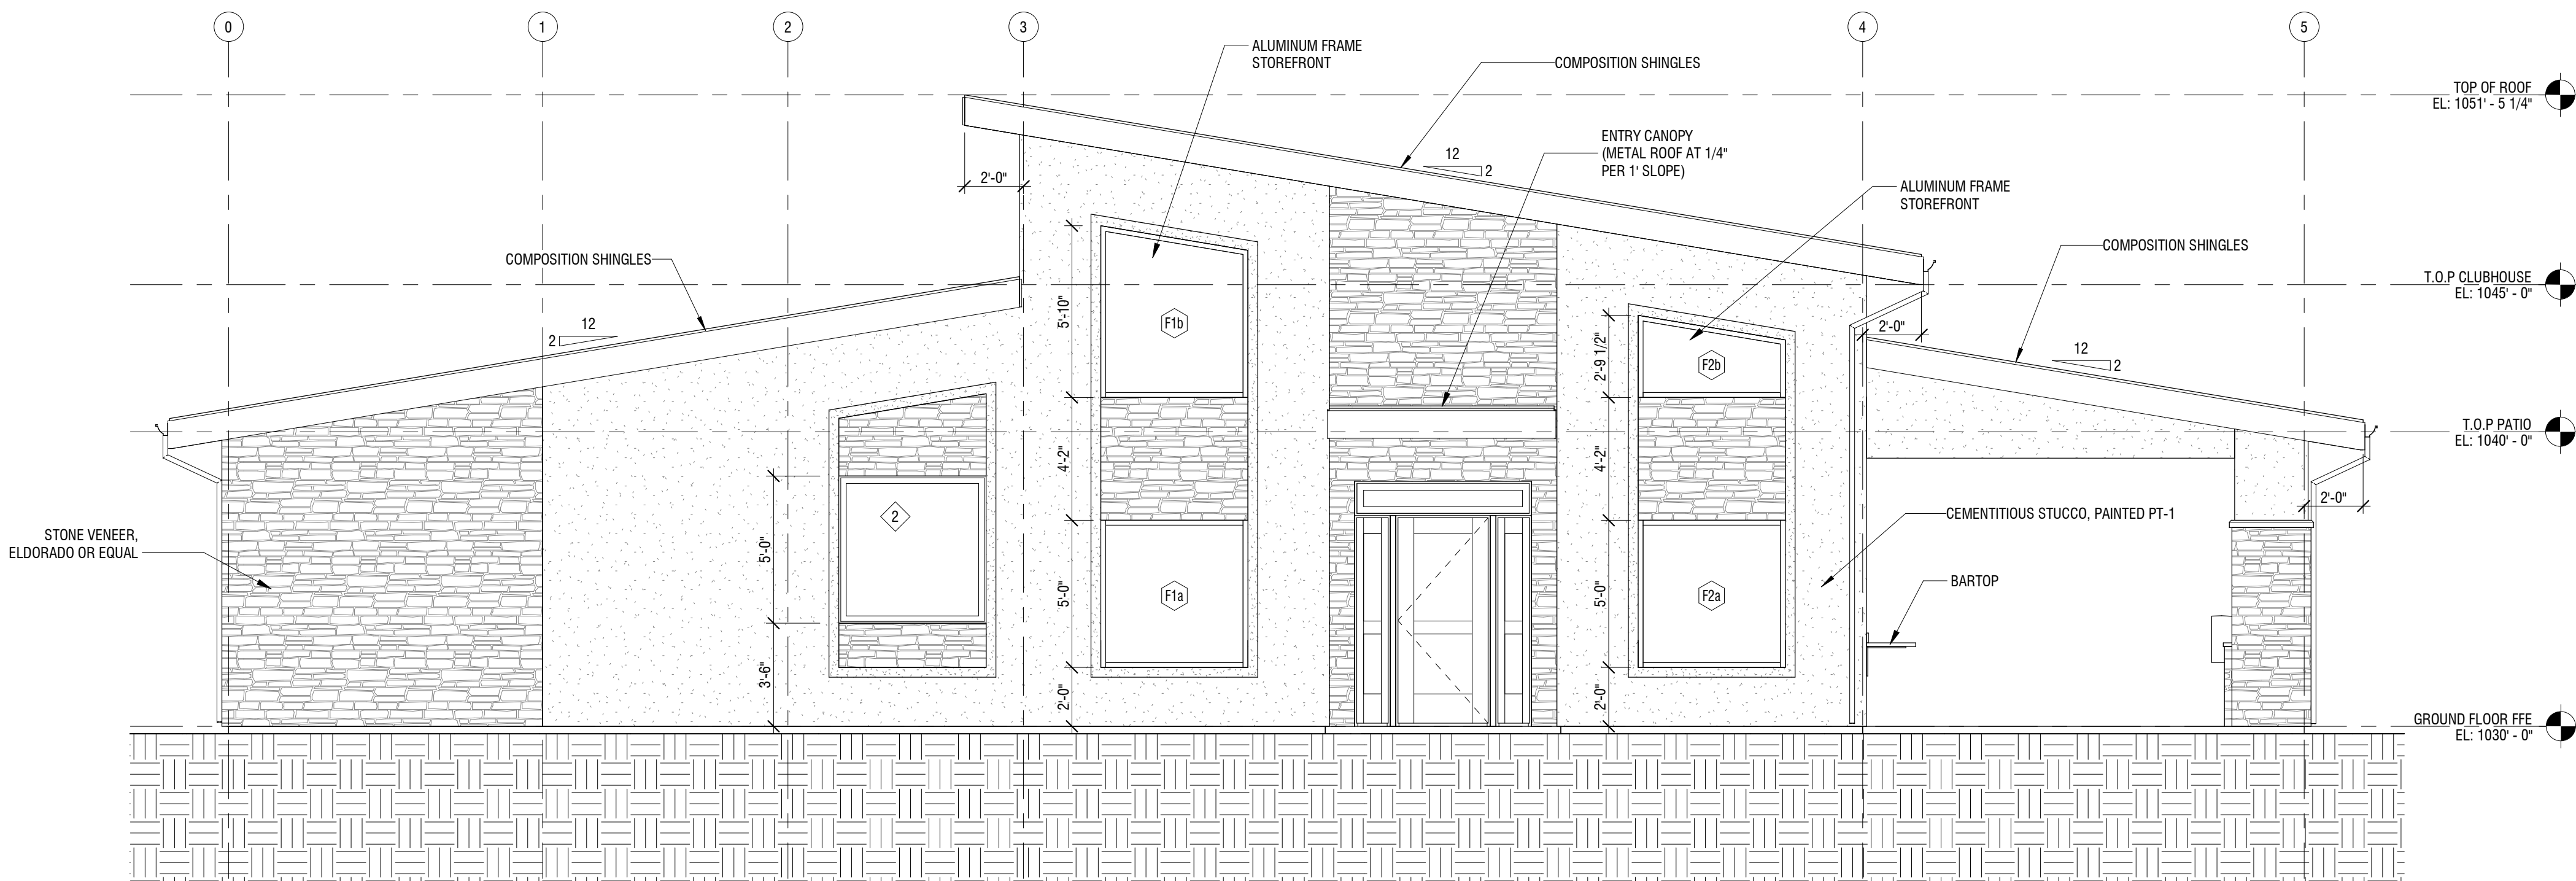 0
1
2
3
4
5
ALUMINUM FRAME
STOREFRONT
COMPOSITION SHINGLES
TOP OF ROOF
EL: 1051' - 5 1/4"
ENTRY CANOPY
(METAL ROOF AT 1/4"
PER 1' SLOPE)
12
2
2'-0"
ALUMINUM FRAME
STOREFRONT
COMPOSITION SHINGLES
COMPOSITION SHINGLES
T.O.P CLUBHOUSE
EL: 1045' - 0"
12
2
5'-10"
F1b
2'-0"
2'-9 1/2"
F2b
12
2
T.O.P PATIO
EL: 1040' - 0"
4'-2"
4'-2"
2'-0"
STONE VENEER,
ELDORADO OR EQUAL
2
CEMENTITIOUS STUCCO, PAINTED PT-1
5'-0"
5'-0"
F1a
5'-0"
F2a
BARTOP
3'-6"
2'-0"
2'-0"
GROUND FLOOR FFE
EL: 1030' - 0"